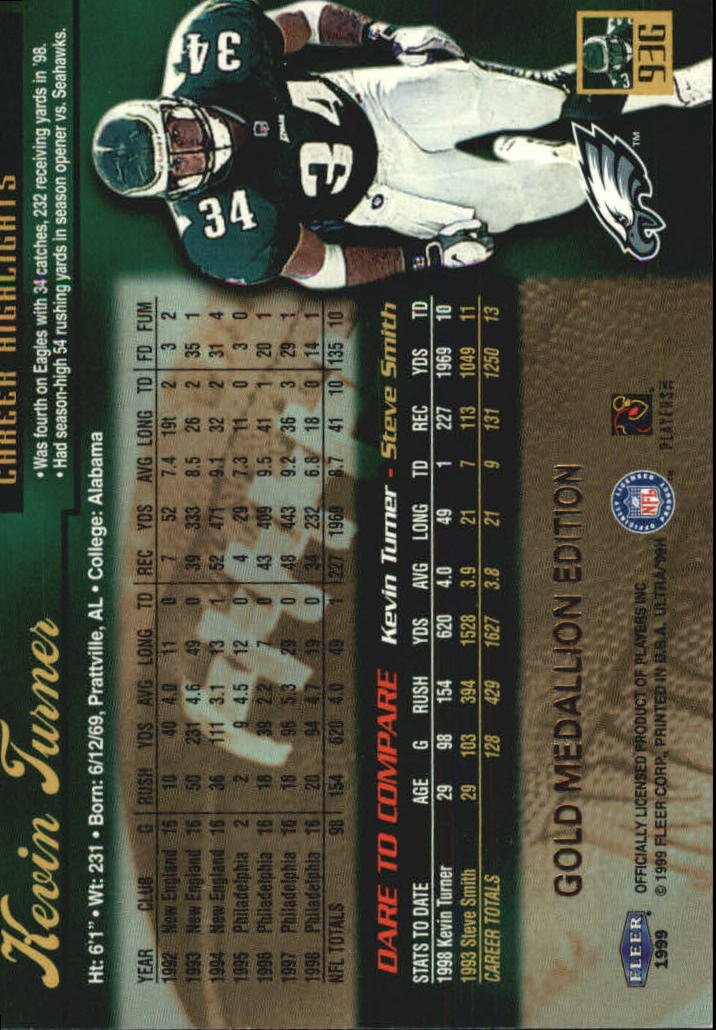 Kevin Turner
CAREER HIGHLIGHTS
Ht: 6'1" • Wt: 231 • Born: 6/12/69, Prattville, AL • College: Alabama
• Was fourth on Eagles with 34 catches, 232 receiving yards in '98.
• Had season-high 54 rushing yards in season opener vs. Seahawks.
YEAR CLUB G RUSH YDS AVG LONG TD REC YDS AVG LONG TD FD FUM
1992 New England 16 10 40 4.0 11 0 7 52 7.4 19t 2 3 2
1993 New England 16 50 231 4.6 49 0 39 333 8.5 26 2 35 1
1994 New England 16 36 111 3.1 13 1 52 471 9.1 32 2 31 4
1995 Philadelphia 2 2 9 4.5 12 0 4 29 7.3 11 0 3 0
1996 Philadelphia 16 18 39 2.2 7 0 43 409 9.5 41 1 20 1
1997 Philadelphia 16 18 96 5.3 29 0 48 443 9.2 36 3 29 1
1998 Philadelphia 16 20 94 4.7 19 0 34 232 6.8 18 0 14 1
NFL TOTALS 98 154 620 4.0 49 1 227 1969 8.7 41 10 135 10
DARE TO COMPARE Kevin Turner - Steve Smith
STATS TO DATE AGE G RUSH YDS AVG LONG TD REC YDS TD
1998 Kevin Turner 29 98 154 620 4.0 49 1 227 1969 10
1993 Steve Smith 29 103 394 1528 3.9 21 7 113 1049 11
CAREER TOTALS 128 429 1627 3.8 21 9 131 1250 13
GOLD MEDALLION EDITION
FLEER
1999
OFFICIALLY LICENSED PRODUCT OF PLAYERS INC
© 1999 FLEER CORP., PRINTED IN U.S.A. ULTRA/99H
NFL
PLAYERS INC
34
34
34
TM
93G